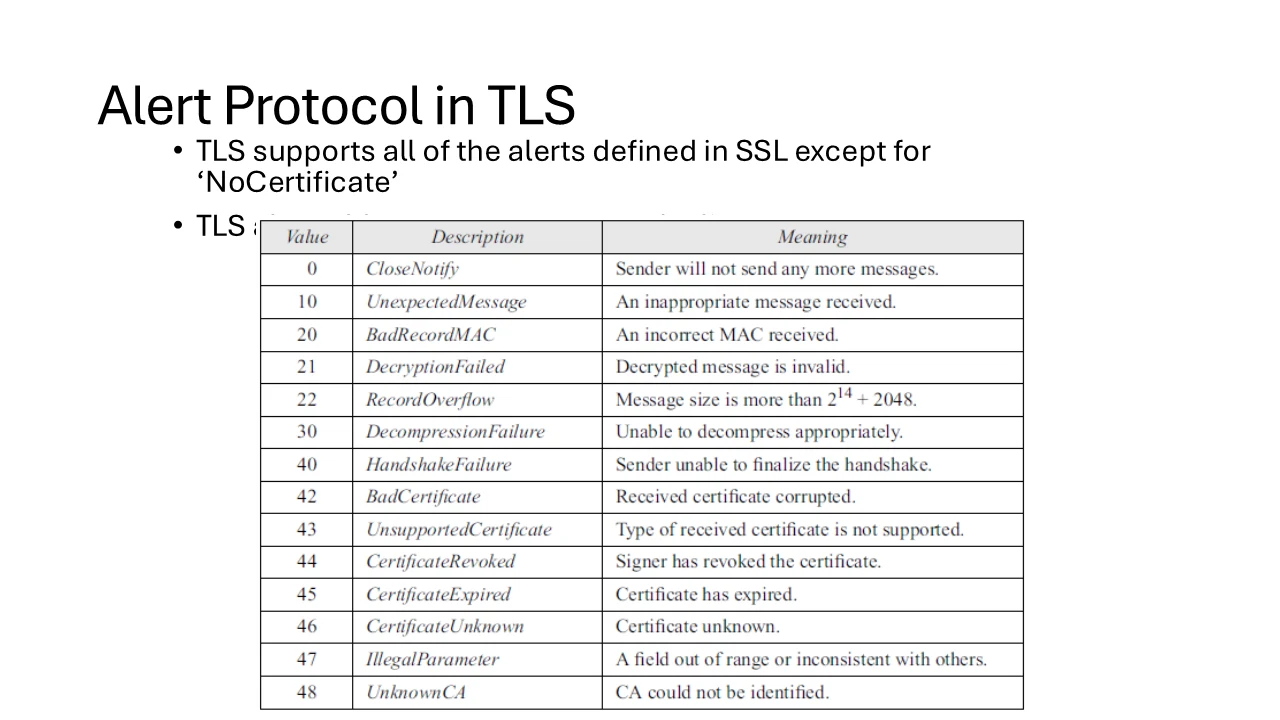 Alert Protocol in TLS
• TLS supports all of the alerts defined in SSL except for
‘NoCertificate’
• TLS
Value Description Meaning
0 CloseNotify Sender will not send any more messages.
10 UnexpectedMessage An inappropriate message received.
20 BadRecordMAC An incorrect MAC received.
21 DecryptionFailed Decrypted message is invalid.
22 RecordOverflow Message size is more than 2¹⁴ + 2048.
30 DecompressionFailure Unable to decompress appropriately.
40 HandshakeFailure Sender unable to finalize the handshake.
42 BadCertificate Received certificate corrupted.
43 UnsupportedCertificate Type of received certificate is not supported.
44 CertificateRevoked Signer has revoked the certificate.
45 CertificateExpired Certificate has expired.
46 CertificateUnknown Certificate unknown.
47 IllegalParameter A field out of range or inconsistent with others.
48 UnknownCA CA could not be identified.